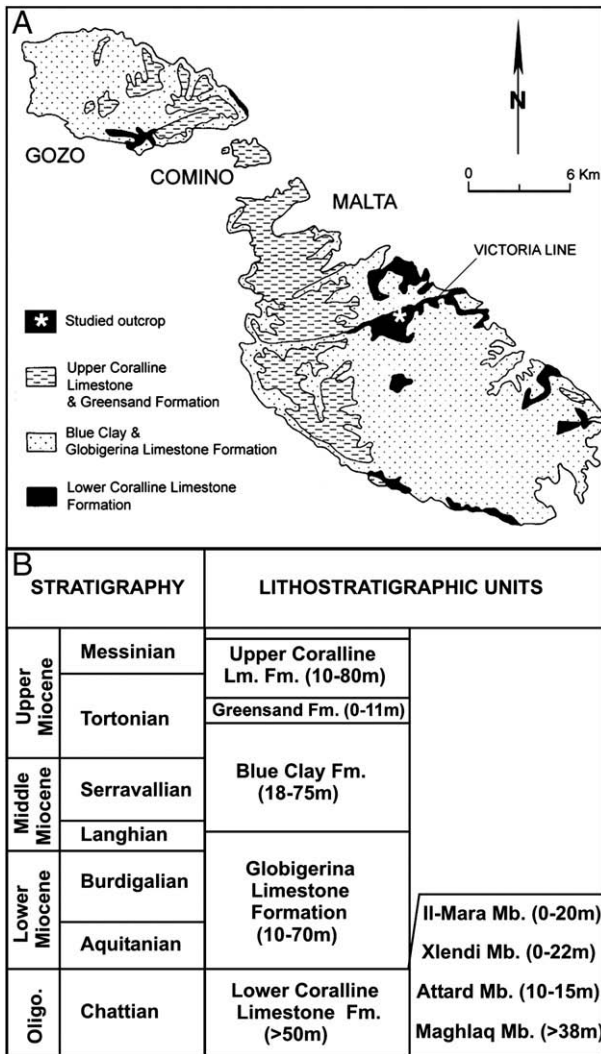 A
N
0 6 Km
GOZO
COMINO
MALTA
VICTORIA LINE
* Studied outcrop
Upper Coralline
Limestone
& Greensand Formation
Blue Clay &
Globigerina Limestone Formation
Lower Coralline Limestone
Formation
B
STRATIGRAPHY
LITHOSTRATIGRAPHIC UNITS
Upper
Miocene
Messinian
Tortonian
Upper Coralline
Lm. Fm. (10-80m)
Greensand Fm. (0-11m)
Middle
Miocene
Serravallian
Langhian
Blue Clay Fm.
(18-75m)
Lower
Miocene
Burdigalian
Aquitanian
Globigerina
Limestone
Formation
(10-70m)
Oligo.
Chattian
Lower Coralline
Limestone Fm.
(>50m)
Il-Mara Mb. (0-20m)
Xlendi Mb. (0-22m)
Attard Mb. (10-15m)
Maghlaq Mb. (>38m)